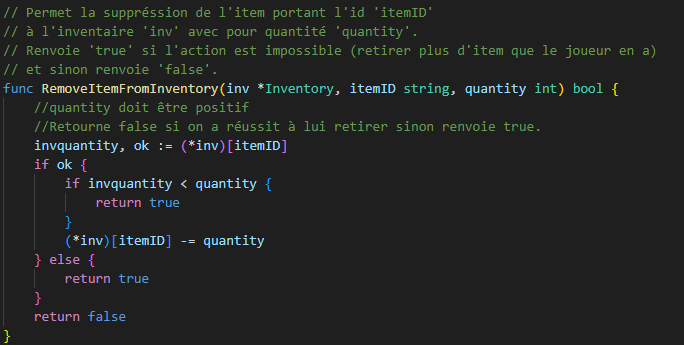 // Permet la suppréssion de l'item portant l'id 'itemID'
// à l'inventaire 'inv' avec pour quantité 'quantity'.
// Renvoie 'true' si l'action est impossible (retirer plus d'item que le joueur en a)
// et sinon renvoie 'false'.
func RemoveItemFromInventory(inv *Inventory, itemID string, quantity int) bool {
    //quantity doit être positif
    //Retourne false si on a réussit à lui retirer sinon renvoie true.
    invquantity, ok := (*inv)[itemID]
    if ok {
        if invquantity < quantity {
            return true
        }
        (*inv)[itemID] -= quantity
    } else {
        return true
    }
    return false
}